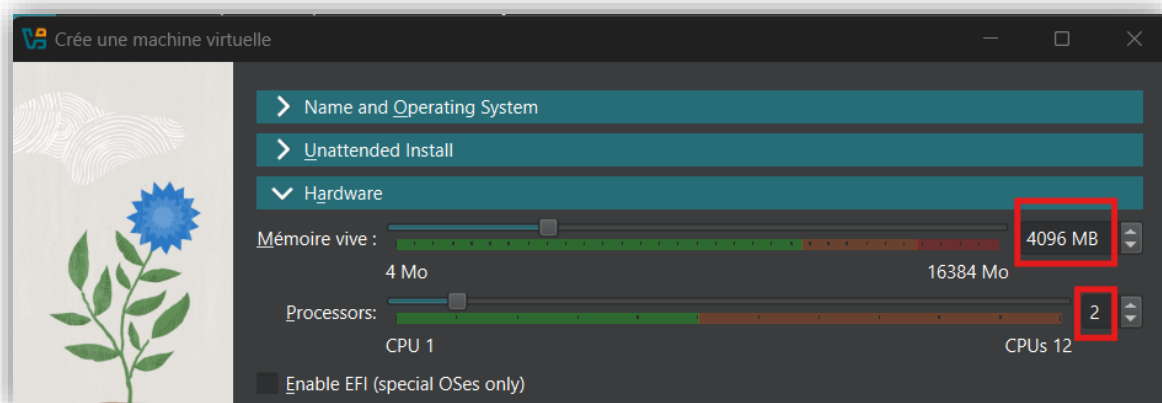 Crée une machine virtuelle
Name and Operating System
Unattended Install
Hardware
Mémoire vive : 4096 MB
4 Mo 16384 Mo
Processors: 2
CPU 1 CPUs 12
Enable EFI (special OSes only)